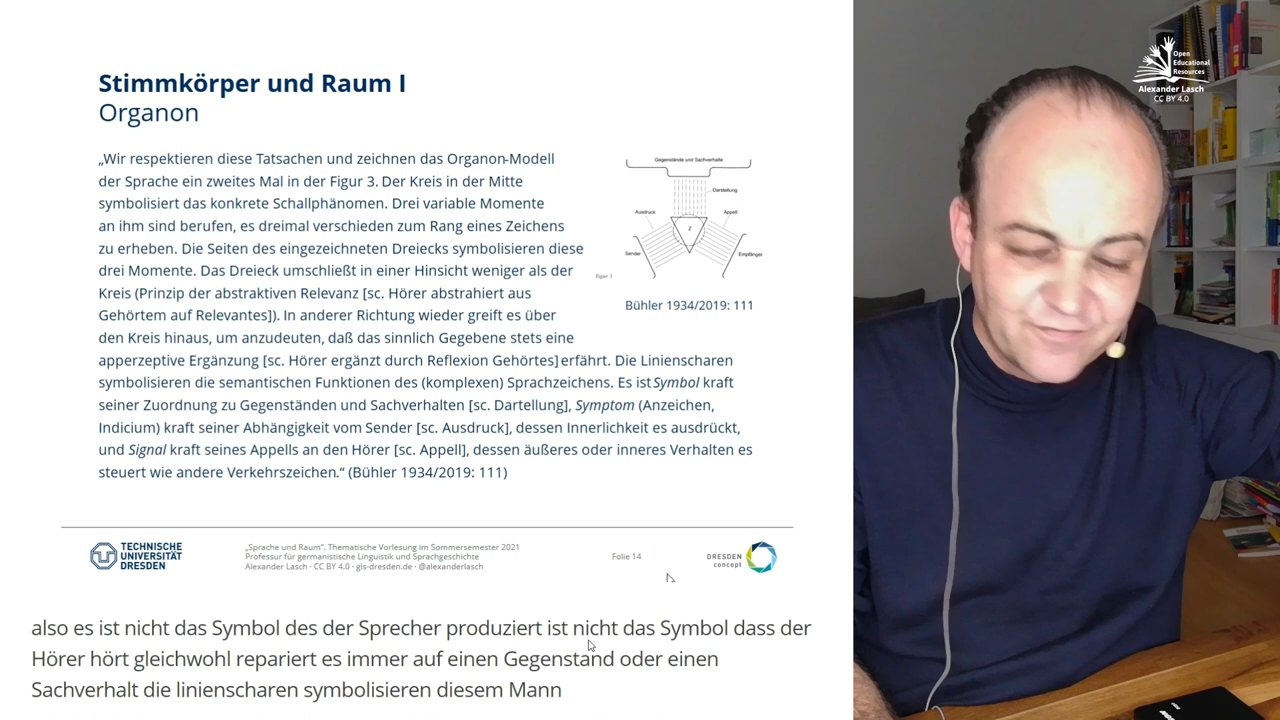 Stimmkörper und Raum I
Organon
„Wir respektieren diese Tatsachen und zeichnen das Organon-Modell
der Sprache ein zweites Mal in der Figur 3. Der Kreis in der Mitte
symbolisiert das konkrete Schallphänomen. Drei variable Momente
an ihm sind berufen, es dreimal verschieden zum Rang eines Zeichens
zu erheben. Die Seiten des eingezeichneten Dreiecks symbolisieren diese
drei Momente. Das Dreieck umschließt in einer Hinsicht weniger als der
Kreis (Prinzip der abstraktiven Relevanz [sc. Hörer abstrahiert aus
Gehörtem auf Relevantes]). In anderer Richtung wieder greift es über
den Kreis hinaus, um anzudeuten, daß das sinnlich Gegebene stets eine
apperzeptive Ergänzung [sc. Hörer ergänzt durch Reflexion Gehörtes] erfährt. Die Linienscharen
symbolisieren die semantischen Funktionen des (komplexen) Sprachzeichens. Es ist Symbol kraft
seiner Zuordnung zu Gegenständen und Sachverhalten [sc. Dartellung], Symptom (Anzeichen,
Indicium) kraft seiner Abhängigkeit vom Sender [sc. Ausdruck], dessen Innerlichkeit es ausdrückt,
und Signal kraft seines Appells an den Hörer [sc. Appell], dessen äußeres oder inneres Verhalten es
steuert wie andere Verkehrszeichen.“ (Bühler 1934/2019: 111)
Gegenstände und Sachverhalte
Darstellung
Ausdruck
Appell
Z
Sender
Empfänger
Figur 3
Bühler 1934/2019: 111
TECHNISCHE
UNIVERSITÄT
DRESDEN
„Sprache und Raum“. Thematische Vorlesung im Sommersemester 2021
Professur für germanistische Linguistik und Sprachgeschichte
Alexander Lasch · CC BY 4.0 · gls-dresden.de · @alexanderlasch
Folie 14
DRESDEN
concept
also es ist nicht das Symbol des der Sprecher produziert ist nicht das Symbol dass der
Hörer hört gleichwohl repariert es immer auf einen Gegenstand oder einen
Sachverhalt die linienscharen symbolisieren diesem Mann
Open
Educational
Resources
Alexander Lasch
CC BY 4.0